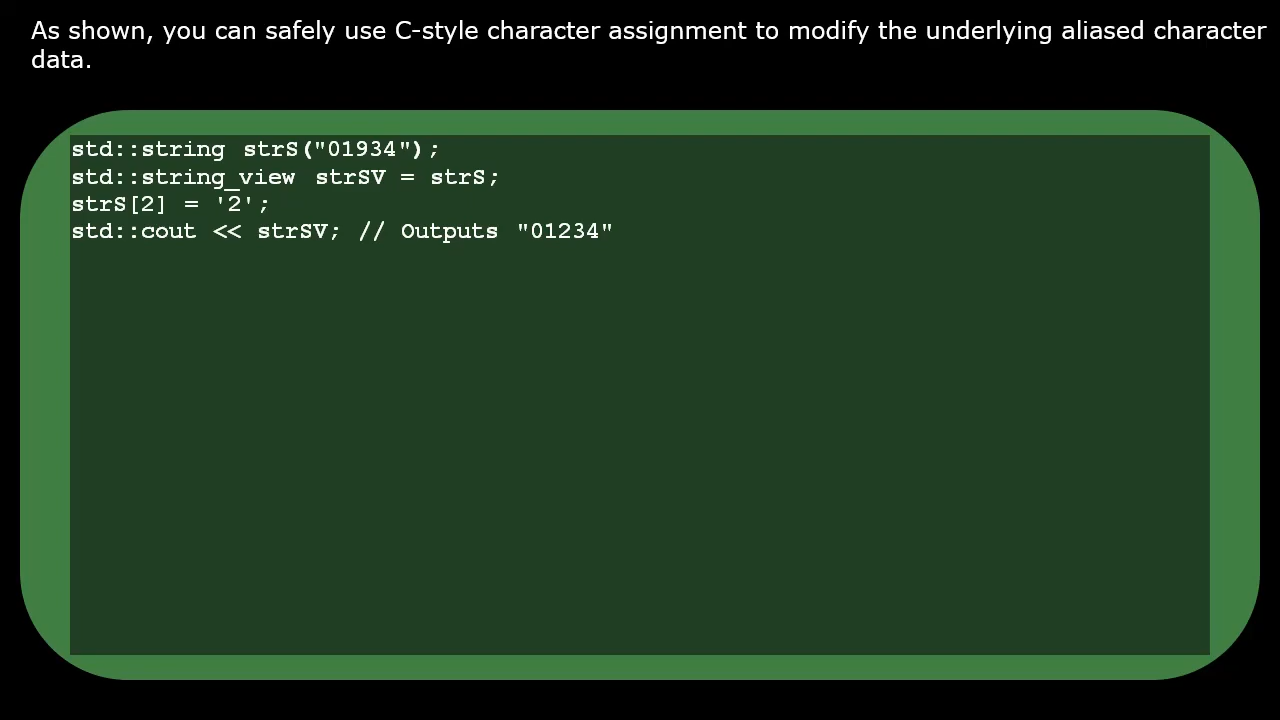 As shown, you can safely use C-style character assignment to modify the underlying aliased character
data.
std::string strS("01934");
std::string_view strSV = strS;
strS[2] = '2';
std::cout << strSV; // Outputs "01234"